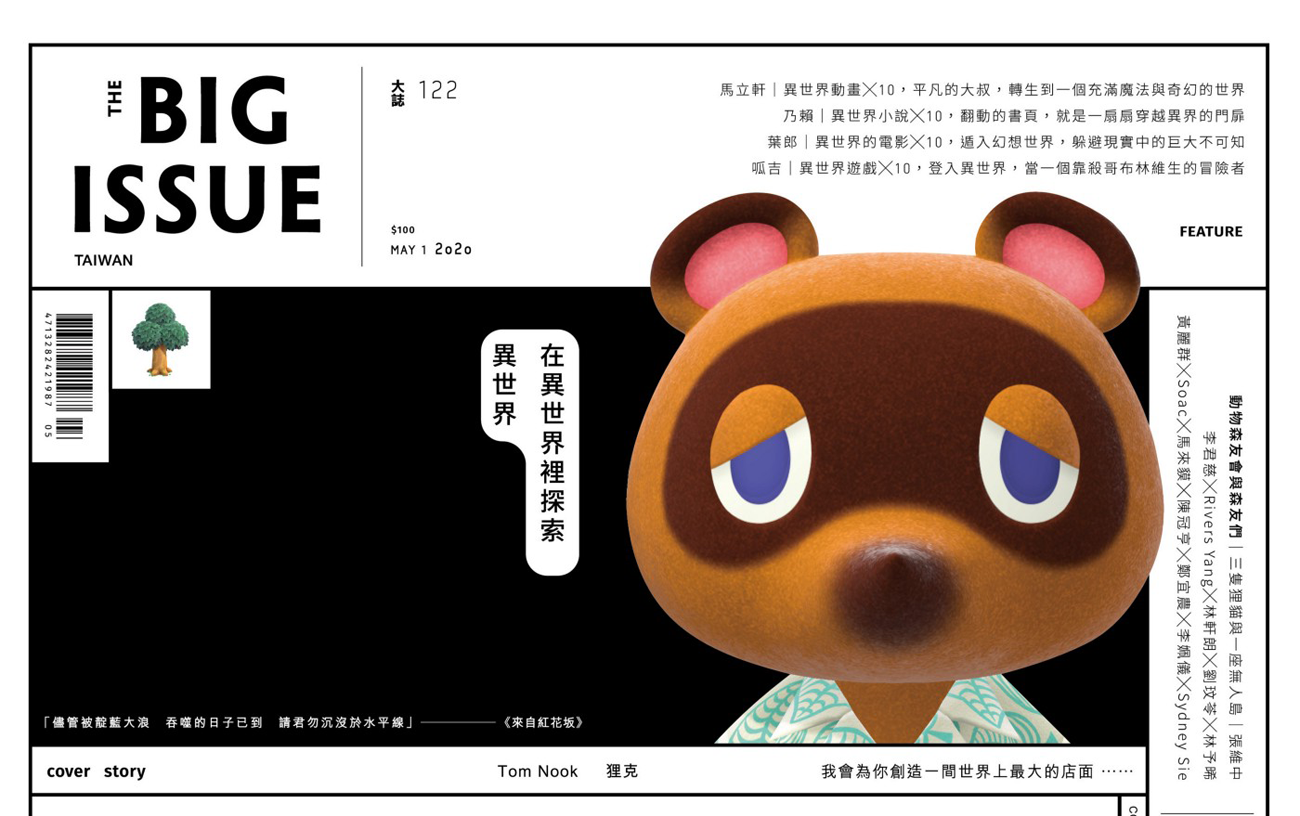 THE
BIG
ISSUE
TAIWAN
大誌 122
$100
MAY 1 2020
馬立軒｜異世界動畫╳10，平凡的大叔，轉生到一個充滿魔法與奇幻的世界
乃賴｜異世界小說╳10，翻動的書頁，就是一扇扇穿越異界的門扉
葉郎｜異世界的電影╳10，遁入幻想世界，躲避現實中的巨大不可知
呱吉｜異世界遊戲╳10，登入異世界，當一個靠殺哥布林維生的冒險者
FEATURE
4713282421987 05
在異世界裡探索
異世界
動物森友會與森友們｜三隻狸貓與一座無人島｜張維中
李君慈╳Rivers Yang╳林軒朗╳劉玟苓╳林予晞
黃麗群╳Soac╳馬來貘╳陳冠亨╳鄭宜農╳李姵儀╳Sydney Sie
「儘管被靛藍大浪　吞噬的日子已到　請君勿沉沒於水平線」————《來自紅花坂》
cover story
Tom Nook 狸克
我會為你創造一間世界上最大的店面 ……